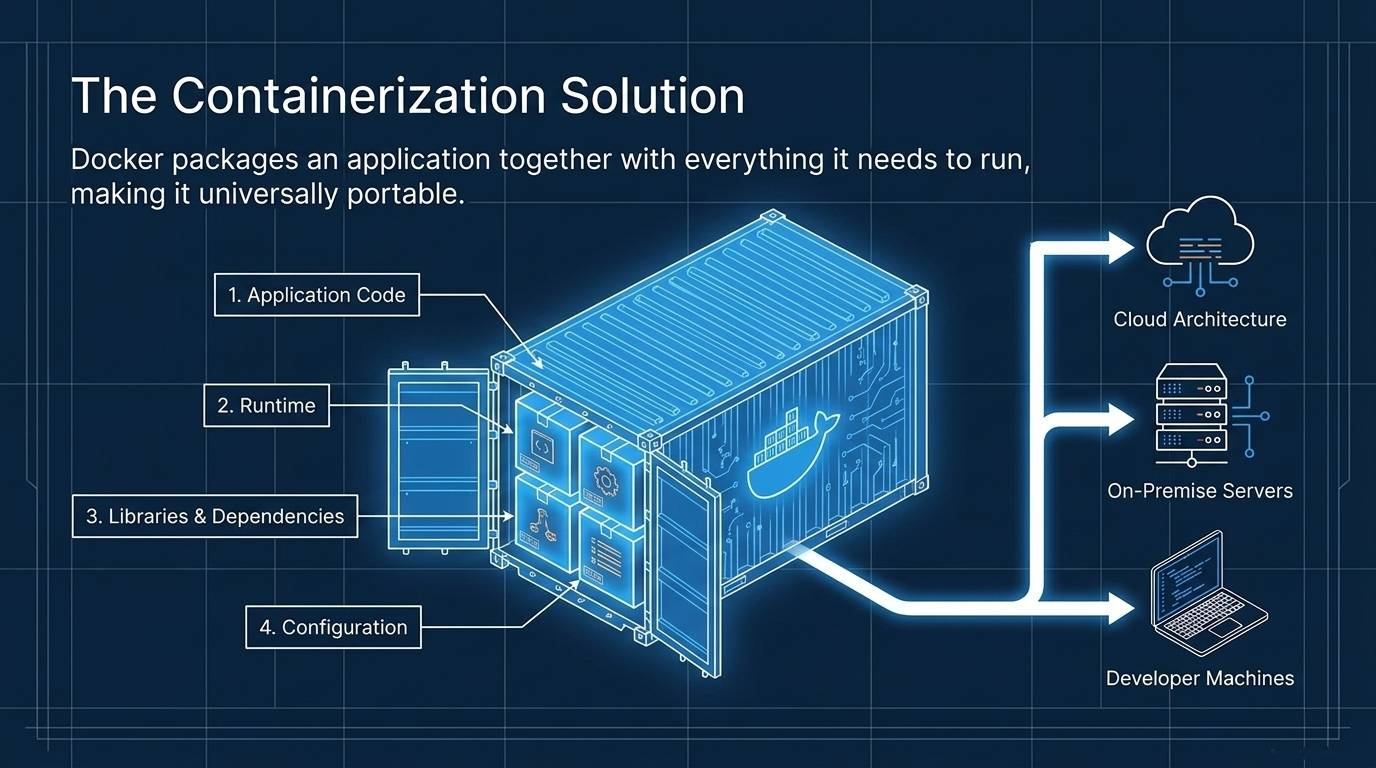 The Containerization Solution
Docker packages an application together with everything it needs to run,
making it universally portable.
1. Application Code
2. Runtime
3. Libraries & Dependencies
4. Configuration
Cloud Architecture
On-Premise Servers
Developer Machines